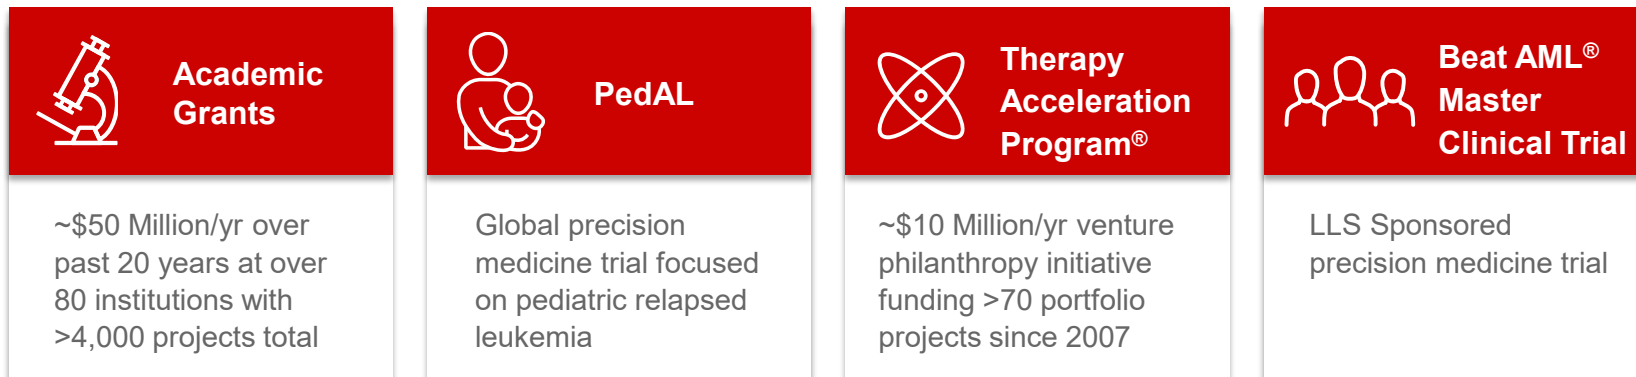 Academic
Grants
~$50 Million/yr over
past 20 years at over
80 institutions with
>4,000 projects total
PedAL
Global precision
medicine trial focused
on pediatric relapsed
leukemia
Therapy
Acceleration
Program®
~$10 Million/yr venture
philanthropy initiative
funding >70 portfolio
projects since 2007
Beat AML®
Master
Clinical Trial
LLS Sponsored
precision medicine trial